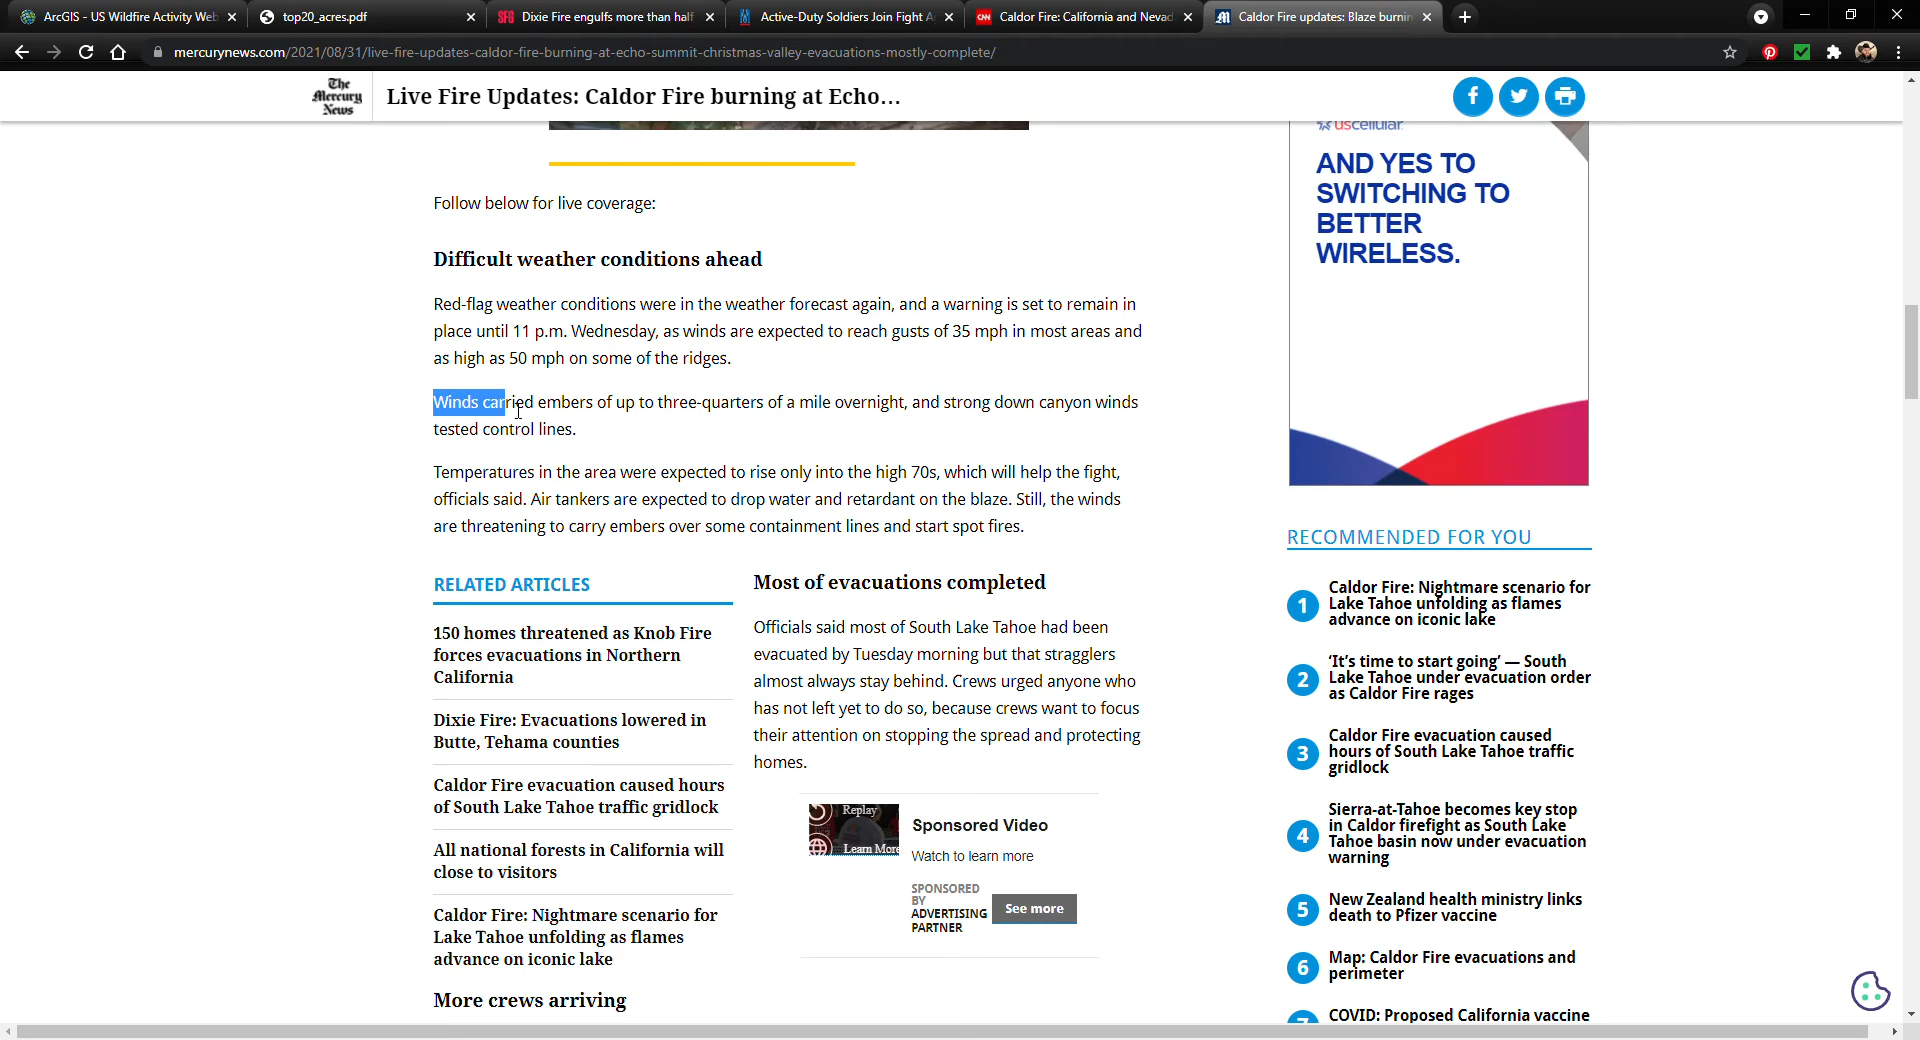 ArcGIS - US Wildfire Activity Web
top20_acres.pdf
SFG Dixie Fire engulfs more than half
Active-Duty Soldiers Join Fight A
CNN Caldor Fire: California and Nevad
Caldor Fire updates: Blaze burnin
mercurynews.com/2021/08/31/live-fire-updates-caldor-fire-burning-at-echo-summit-christmas-valley-evacuations-mostly-complete/
The
Mercury
News
Live Fire Updates: Caldor Fire burning at Echo…
uscellular
AND YES TO
SWITCHING TO
BETTER
WIRELESS.
Follow below for live coverage:
Difficult weather conditions ahead
Red-flag weather conditions were in the weather forecast again, and a warning is set to remain in
place until 11 p.m. Wednesday, as winds are expected to reach gusts of 35 mph in most areas and
as high as 50 mph on some of the ridges.
Winds carried embers of up to three-quarters of a mile overnight, and strong down canyon winds
tested control lines.
Temperatures in the area were expected to rise only into the high 70s, which will help the fight,
officials said. Air tankers are expected to drop water and retardant on the blaze. Still, the winds
are threatening to carry embers over some containment lines and start spot fires.
RELATED ARTICLES
150 homes threatened as Knob Fire
forces evacuations in Northern
California
Dixie Fire: Evacuations lowered in
Butte, Tehama counties
Caldor Fire evacuation caused hours
of South Lake Tahoe traffic gridlock
All national forests in California will
close to visitors
Caldor Fire: Nightmare scenario for
Lake Tahoe unfolding as flames
advance on iconic lake
Most of evacuations completed
Officials said most of South Lake Tahoe had been
evacuated by Tuesday morning but that stragglers
almost always stay behind. Crews urged anyone who
has not left yet to do so, because crews want to focus
their attention on stopping the spread and protecting
homes.
Replay
Learn More
Sponsored Video
Watch to learn more
SPONSORED
BY
ADVERTISING
PARTNER
See more
More crews arriving
RECOMMENDED FOR YOU
1 Caldor Fire: Nightmare scenario for
Lake Tahoe unfolding as flames
advance on iconic lake
2 ‘It’s time to start going’ — South
Lake Tahoe under evacuation order
as Caldor Fire rages
3 Caldor Fire evacuation caused
hours of South Lake Tahoe traffic
gridlock
4 Sierra-at-Tahoe becomes key stop
in Caldor firefight as South Lake
Tahoe basin now under evacuation
warning
5 New Zealand health ministry links
death to Pfizer vaccine
6 Map: Caldor Fire evacuations and
perimeter
7 COVID: Proposed California vaccine